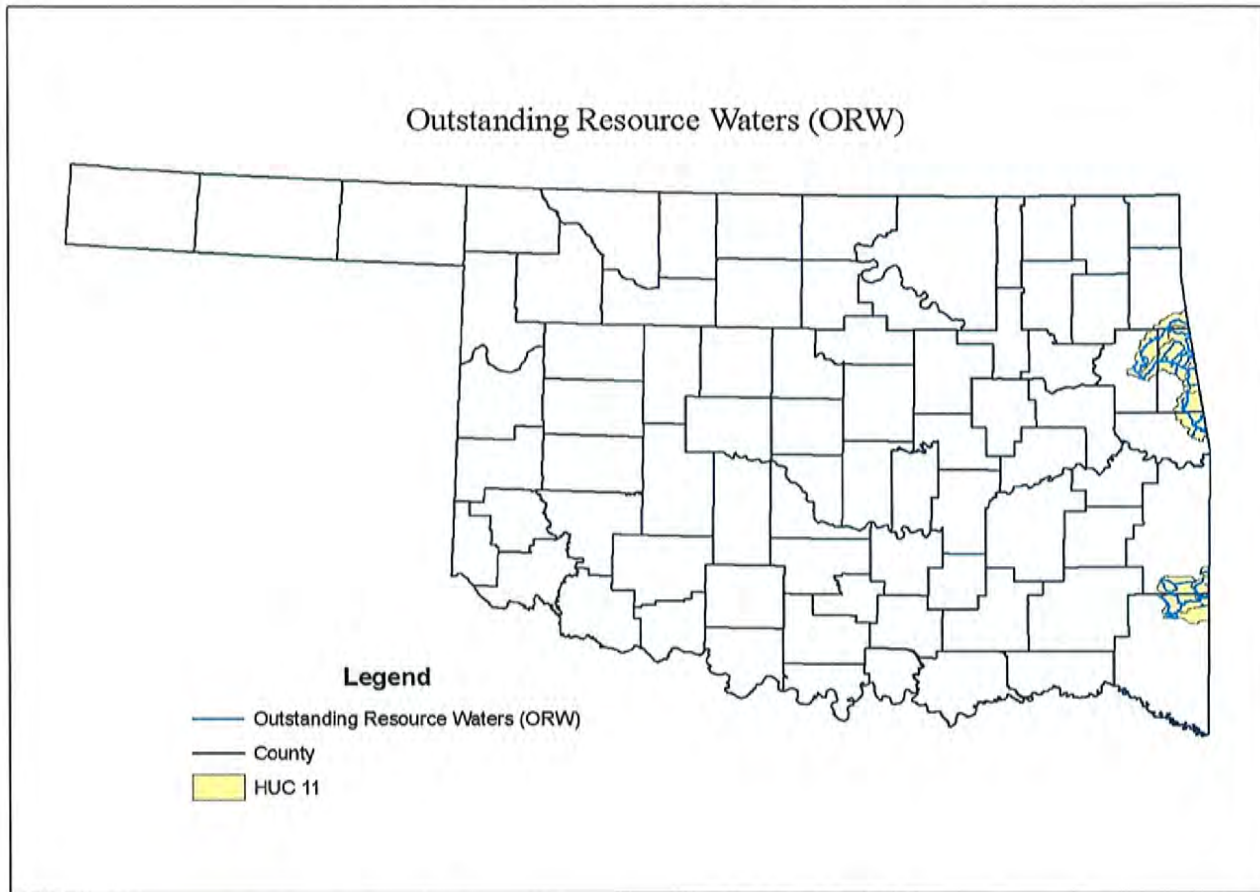 Outstanding Resource Waters (ORW)
Legend
Outstanding Resource Waters (ORW)
County
HUC 11